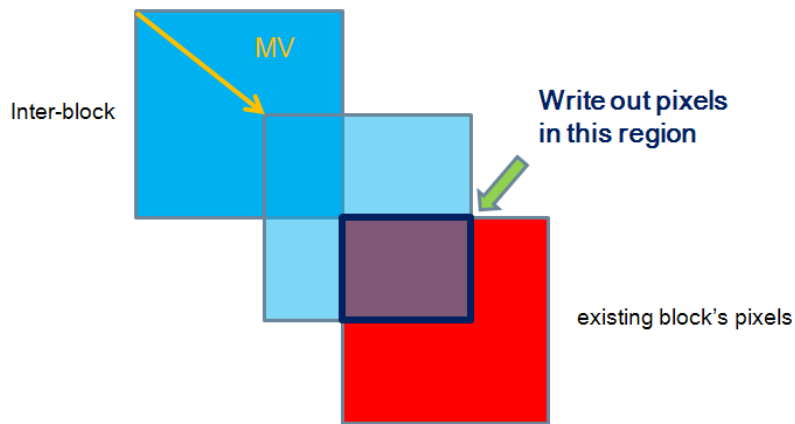 MV
Inter-block
Write out pixels
in this region
existing block's pixels